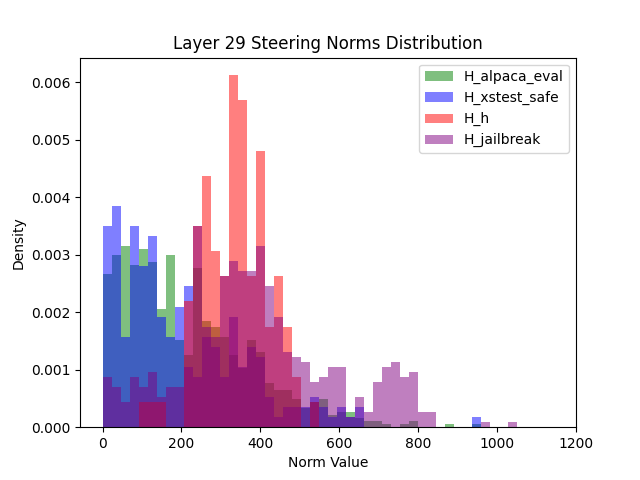 Layer 29 Steering Norms Distribution
H_alpaca_eval
H_xstest_safe
H_h
H_jailbreak
Density
0.006
0.005
0.004
0.003
0.002
0.001
0.000
0
200
400
600
800
1000
1200
Norm Value